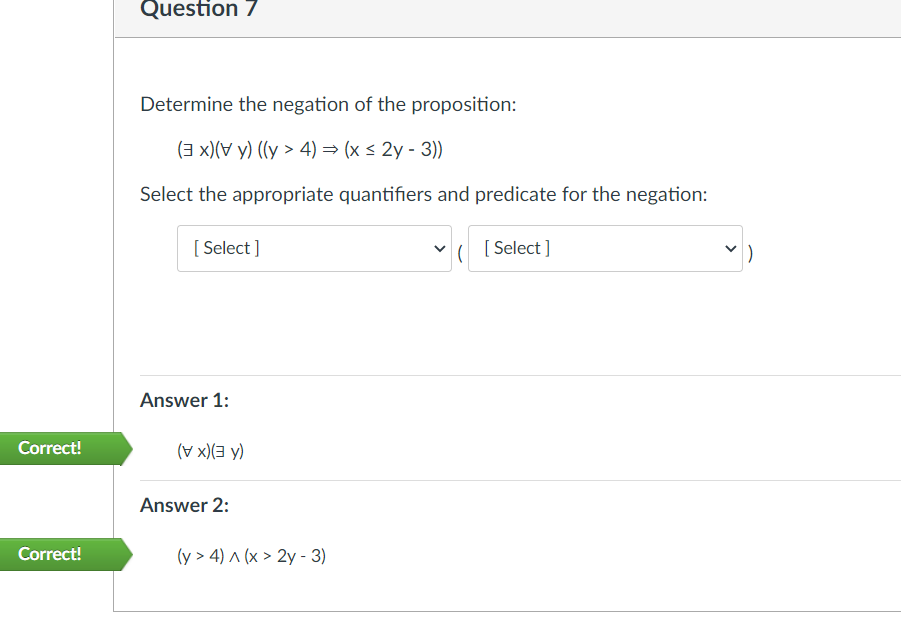 Question 7
Determine the negation of the proposition:
(∃ x)(∀ y) ((y > 4) ⇒ (x ≤ 2y - 3))
Select the appropriate quantifiers and predicate for the negation:
[ Select ] ( [ Select ] )
Answer 1:
Correct! (∀ x)(∃ y)
Answer 2:
Correct! (y > 4) ∧ (x > 2y - 3)